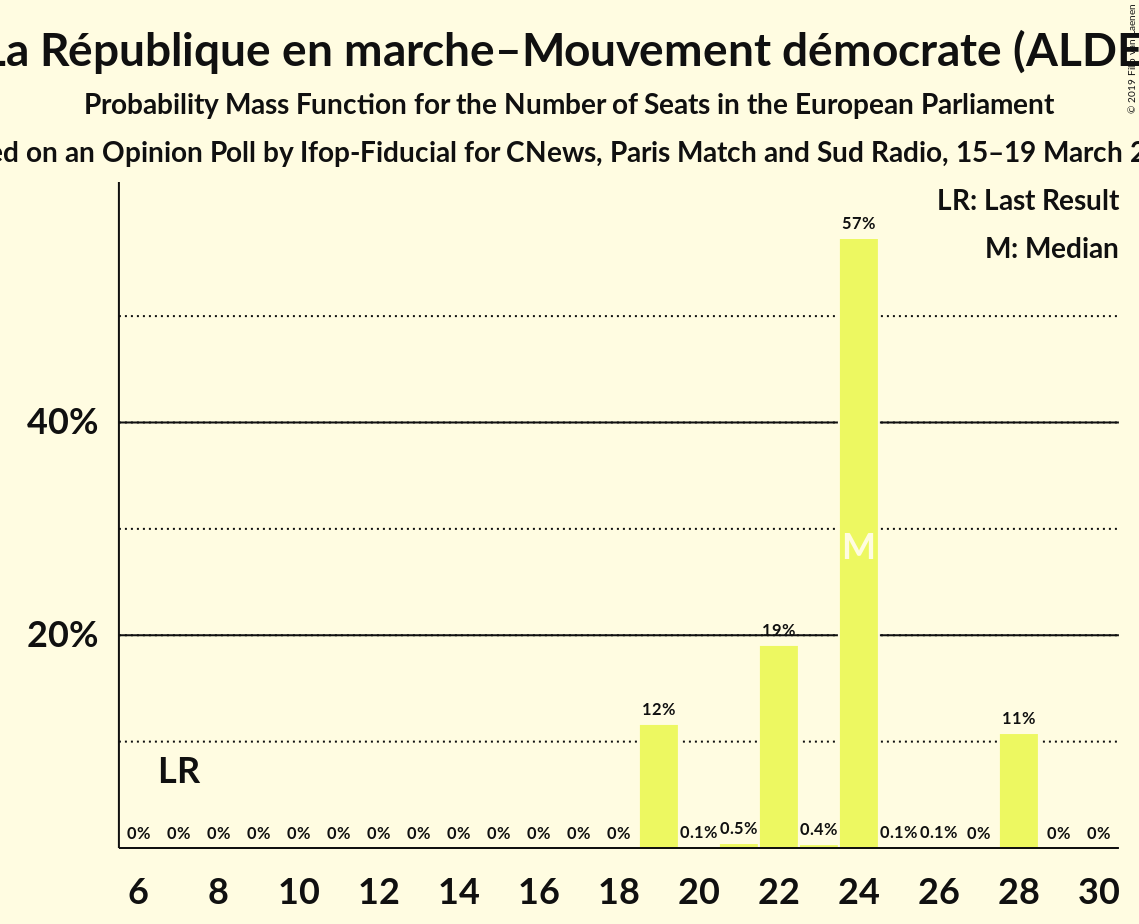 La République en marche–Mouvement démocrate (ALDE
Probability Mass Function for the Number of Seats in the European Parliament
on an Opinion Poll by Ifop-Fiducial for CNews, Paris Match and Sud Radio, 15–19 March
© 2019
LR: Last Result
M: Median
57%
40%
M
20%
19%
12%
11%
LR
0% 0% 0% 0% 0% 0% 0% 0% 0% 0% 0% 0% 0% 0.1% 0.5% 0.4% 0.1% 0.1% 0% 0% 0%
6 8 10 12 14 16 18 20 22 24 26 28 30